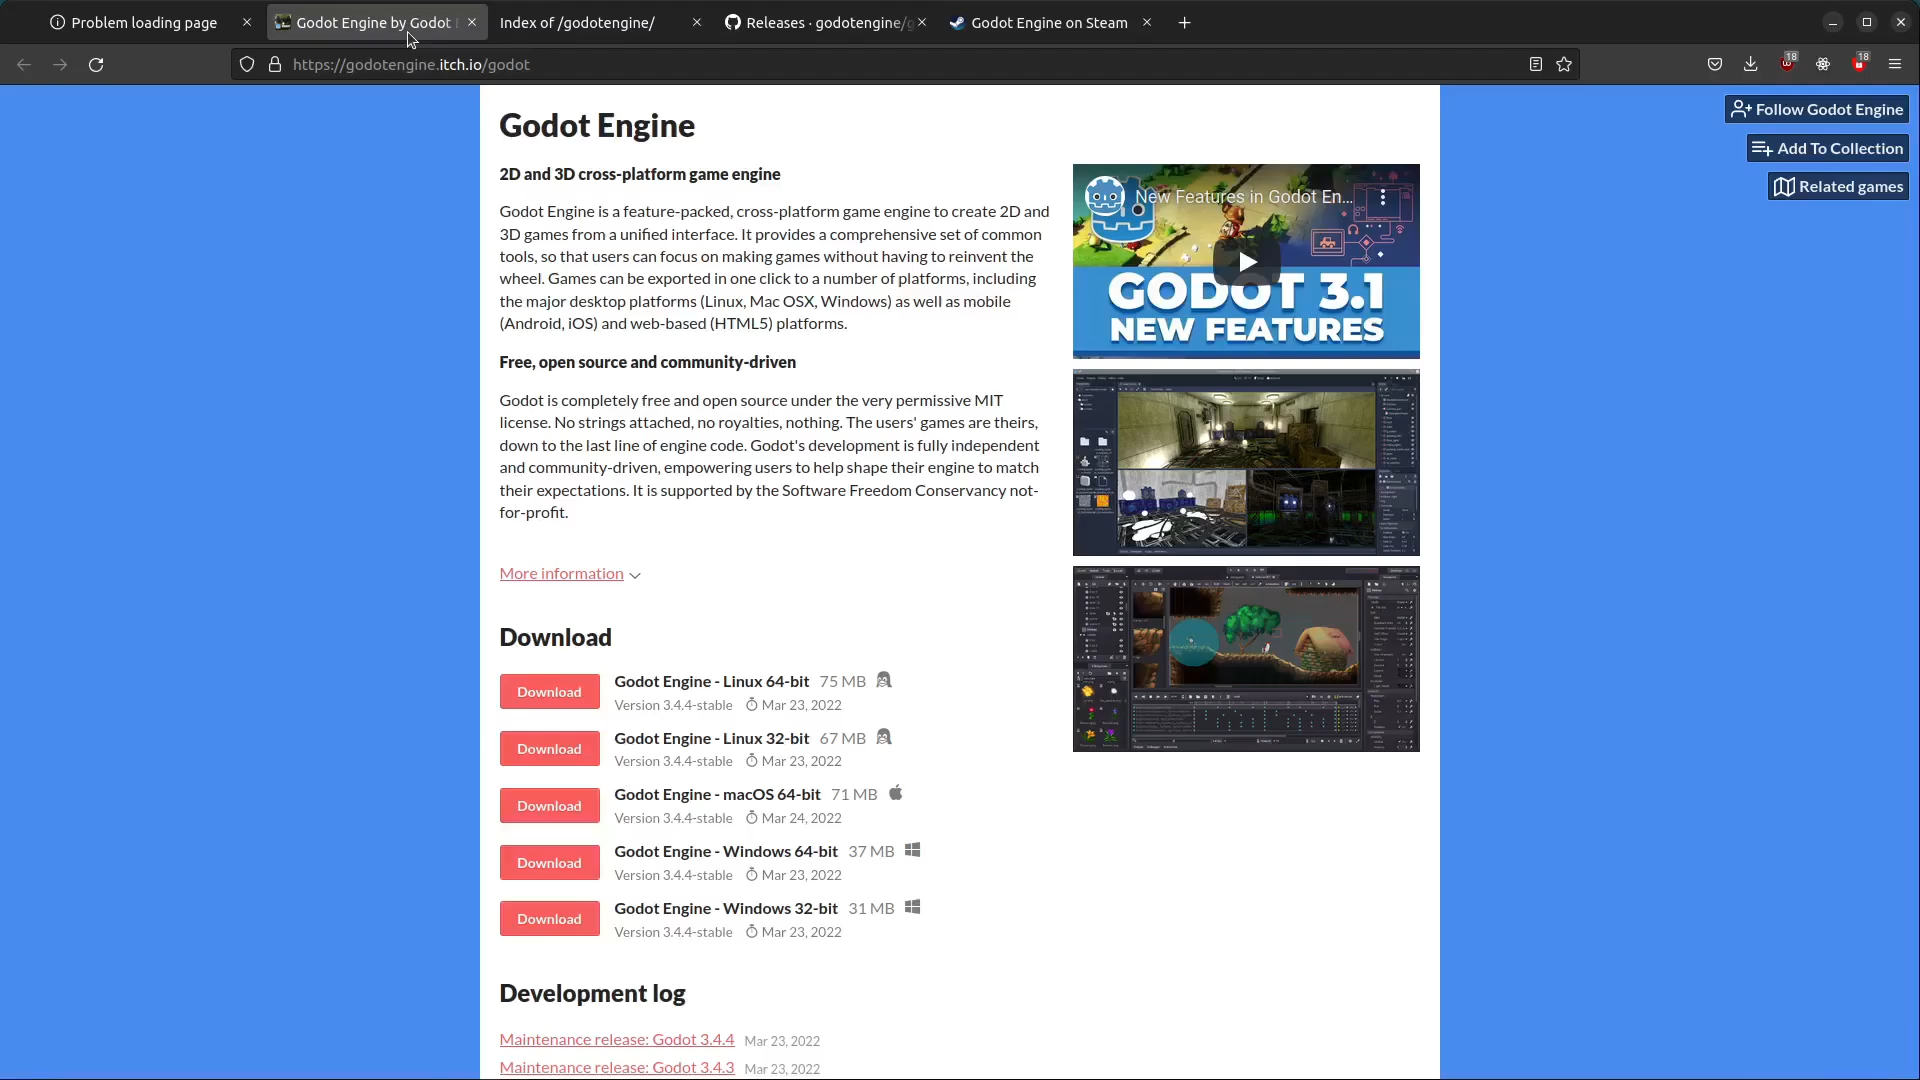 Problem loading page
Godot Engine by Godot
Index of /godotengine/
Releases · godotengine/g
Godot Engine on Steam
https://godotengine.itch.io/godot
18
18
Follow Godot Engine
Add To Collection
Related games
Godot Engine
2D and 3D cross-platform game engine
Godot Engine is a feature-packed, cross-platform game engine to create 2D and
3D games from a unified interface. It provides a comprehensive set of common
tools, so that users can focus on making games without having to reinvent the
wheel. Games can be exported in one click to a number of platforms, including
the major desktop platforms (Linux, Mac OSX, Windows) as well as mobile
(Android, iOS) and web-based (HTML5) platforms.
Free, open source and community-driven
Godot is completely free and open source under the very permissive MIT
license. No strings attached, no royalties, nothing. The users' games are theirs,
down to the last line of engine code. Godot's development is fully independent
and community-driven, empowering users to help shape their engine to match
their expectations. It is supported by the Software Freedom Conservancy not-
for-profit.
More information
New Features in Godot En...
GODOT 3.1
NEW FEATURES
Download
Download
Godot Engine - Linux 64-bit 75 MB
Version 3.4.4-stable Mar 23, 2022
Download
Godot Engine - Linux 32-bit 67 MB
Version 3.4.4-stable Mar 23, 2022
Download
Godot Engine - macOS 64-bit 71 MB
Version 3.4.4-stable Mar 24, 2022
Download
Godot Engine - Windows 64-bit 37 MB
Version 3.4.4-stable Mar 23, 2022
Download
Godot Engine - Windows 32-bit 31 MB
Version 3.4.4-stable Mar 23, 2022
Development log
Maintenance release: Godot 3.4.4 Mar 23, 2022
Maintenance release: Godot 3.4.3 Mar 23, 2022